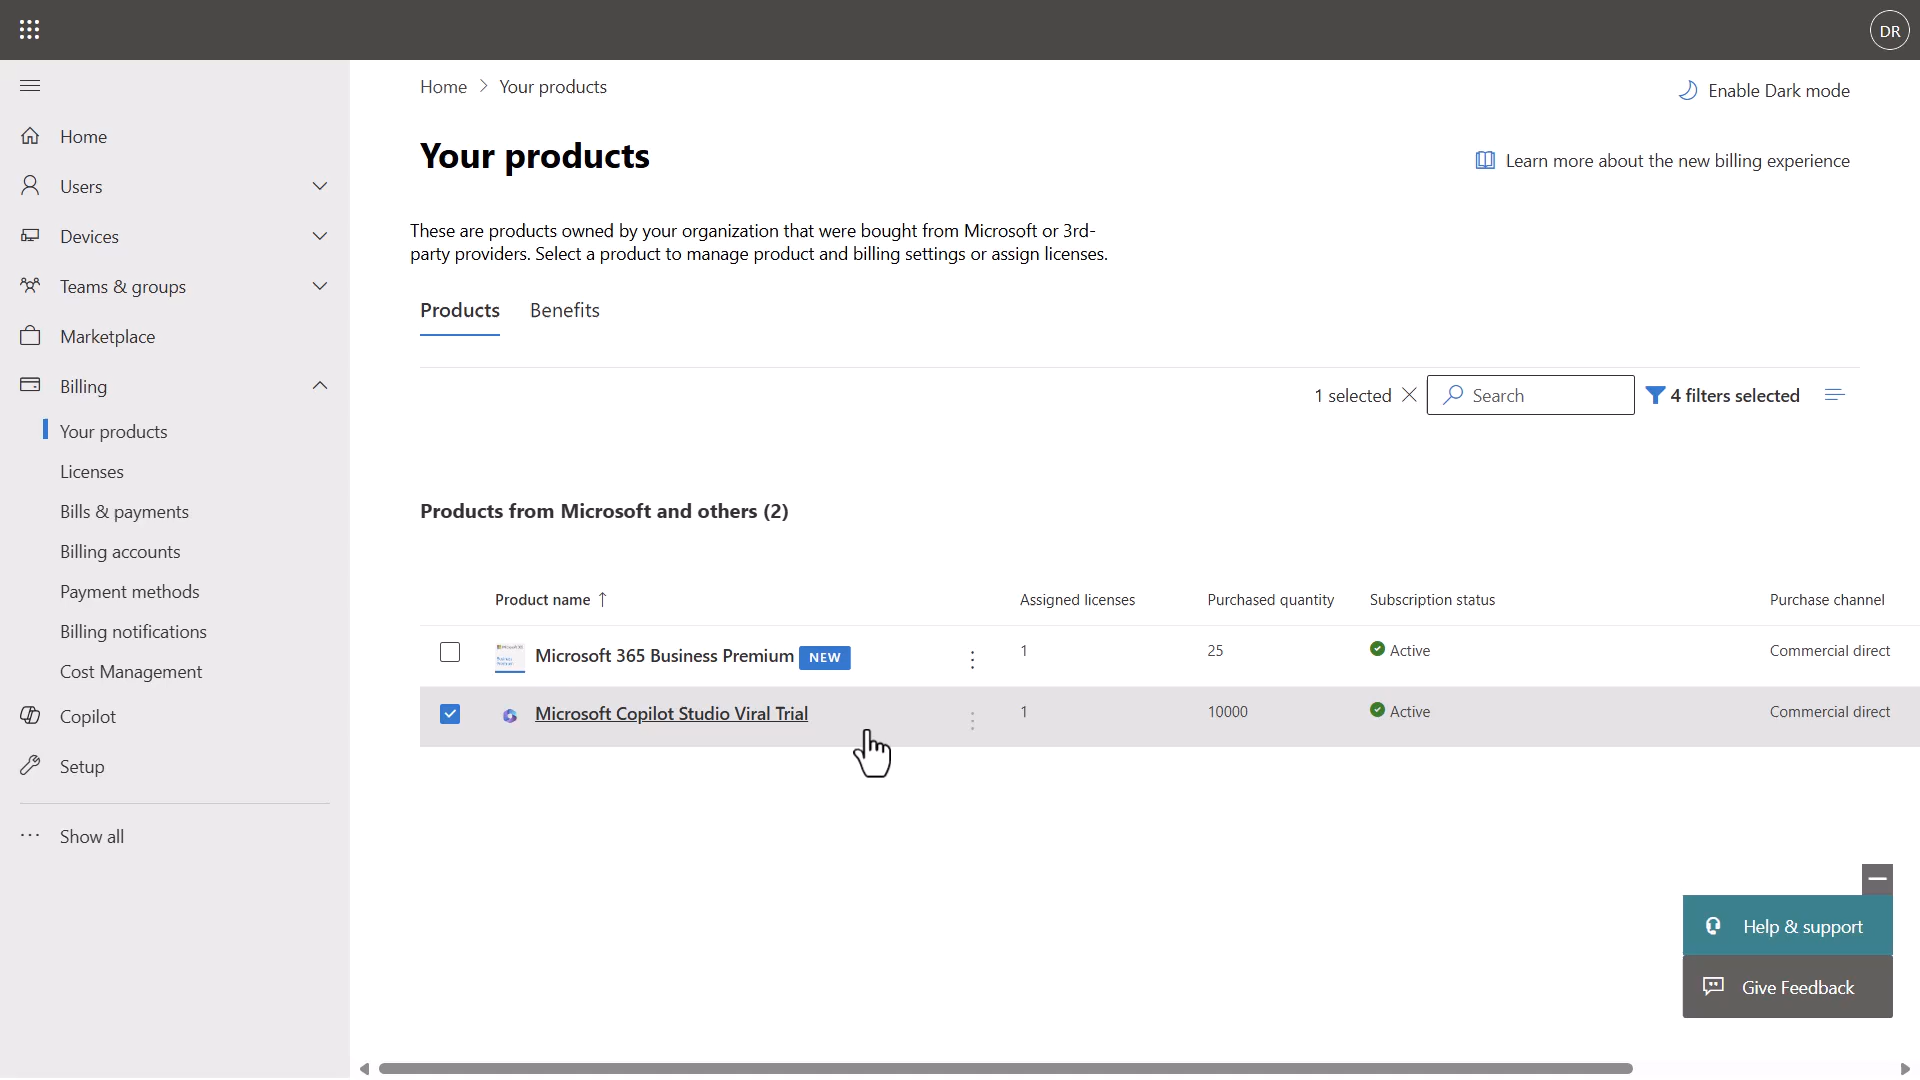 DR
Home
Users
Devices
Teams & groups
Marketplace
Billing
Your products
Licenses
Bills & payments
Billing accounts
Payment methods
Billing notifications
Cost Management
Copilot
Setup
Show all
Home > Your products
Enable Dark mode
Your products
Learn more about the new billing experience
These are products owned by your organization that were bought from Microsoft or 3rd-
party providers. Select a product to manage product and billing settings or assign licenses.
Products Benefits
1 selected Search 4 filters selected
Products from Microsoft and others (2)
Product name ↑ Assigned licenses Purchased quantity Subscription status Purchase channel
Microsoft 365 Business Premium NEW 1 25 Active Commercial direct
Microsoft Copilot Studio Viral Trial 1 10000 Active Commercial direct
Help & support
Give Feedback